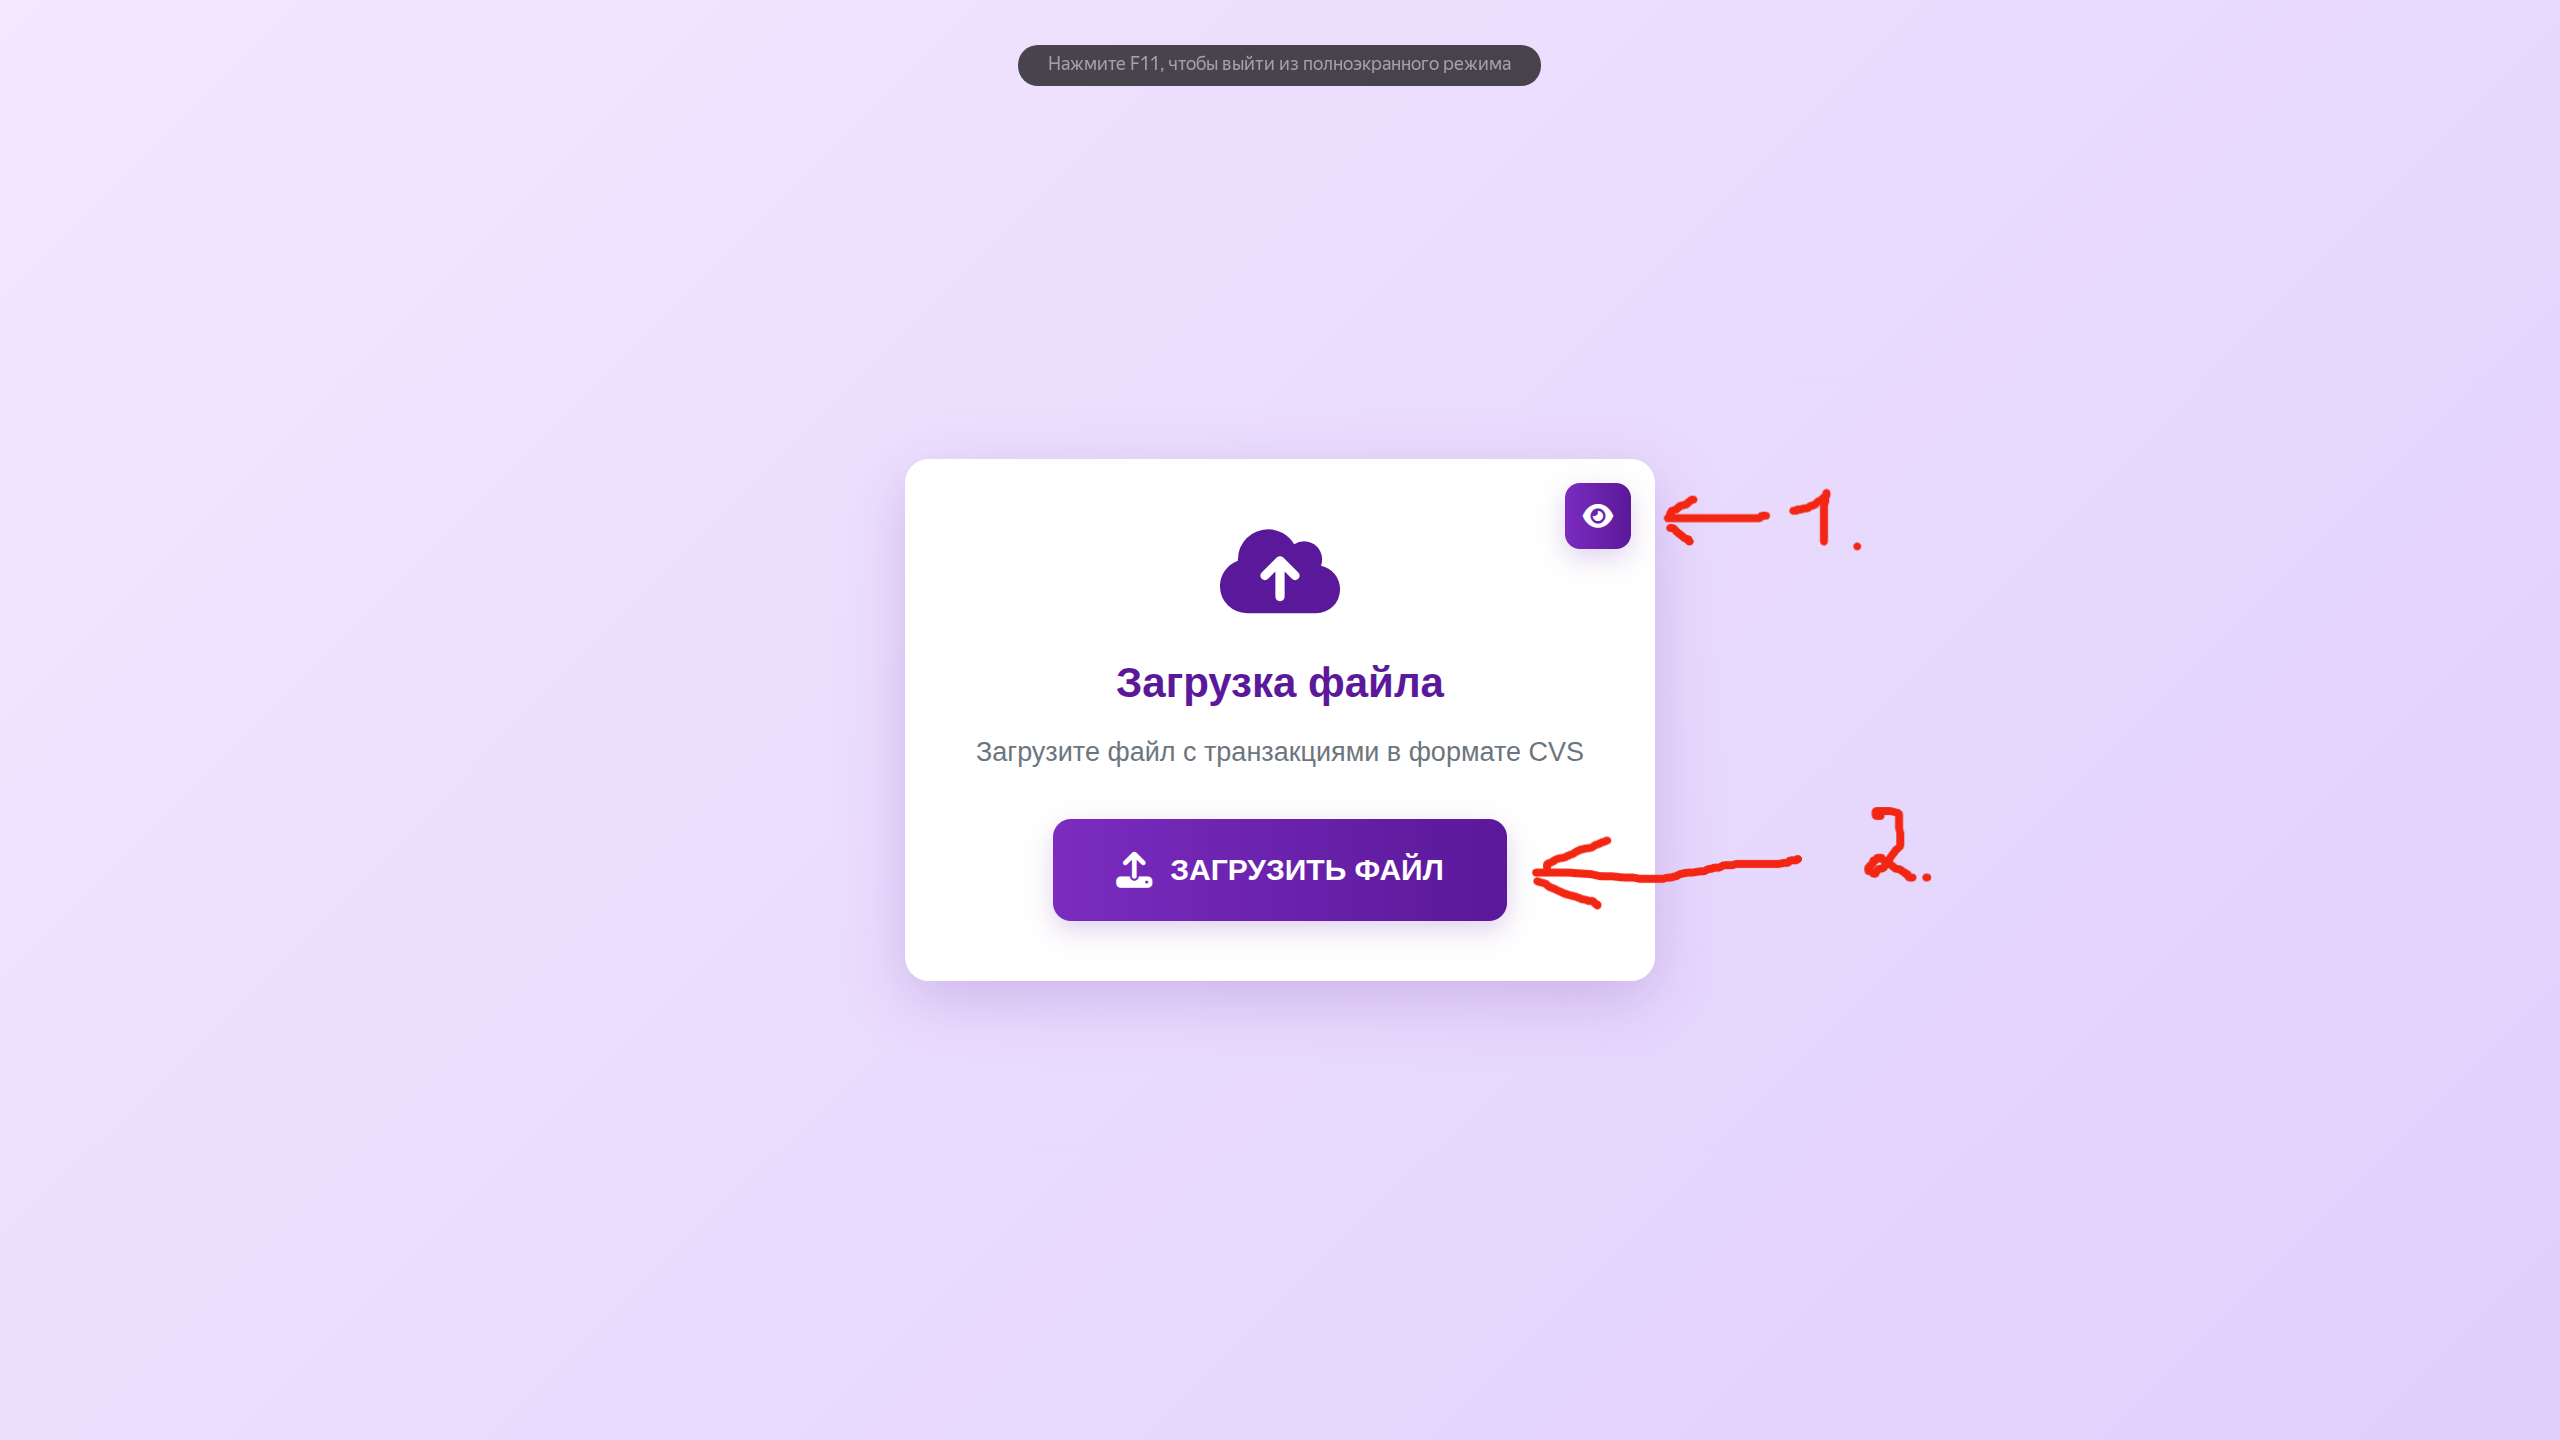 Нажмите F11, чтобы выйти из полноэкранного режима
1.
Загрузка файла
Загрузите файл с транзакциями в формате CVS
ЗАГРУЗИТЬ ФАЙЛ
2.